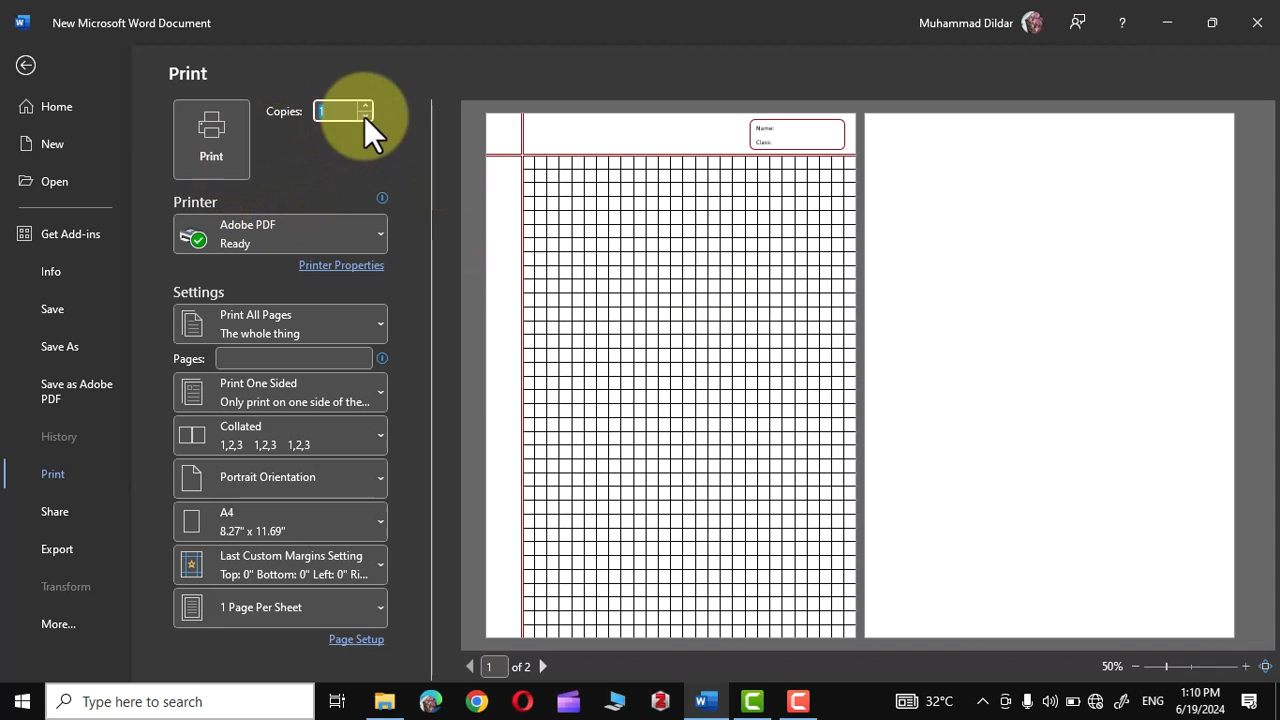 New Microsoft Word Document
Muhammad Dildar
?
Print
Home
Copies: 1
New
Print
Open
Name:
Class:
Printer
Get Add-ins
Adobe PDF
Ready
Printer Properties
Info
Settings
Save
Print All Pages
The whole thing
Save As
Pages:
Save as Adobe
PDF
Print One Sided
Only print on one side of the...
History
Collated
1,2,3 1,2,3 1,2,3
Print
Portrait Orientation
Share
A4
8.27" x 11.69"
Export
Last Custom Margins Setting
Top: 0" Bottom: 0" Left: 0" Ri...
Transform
1 Page Per Sheet
More...
Page Setup
1 of 2
50%
Type here to search
32°C
ENG
1:10 PM
6/19/2024